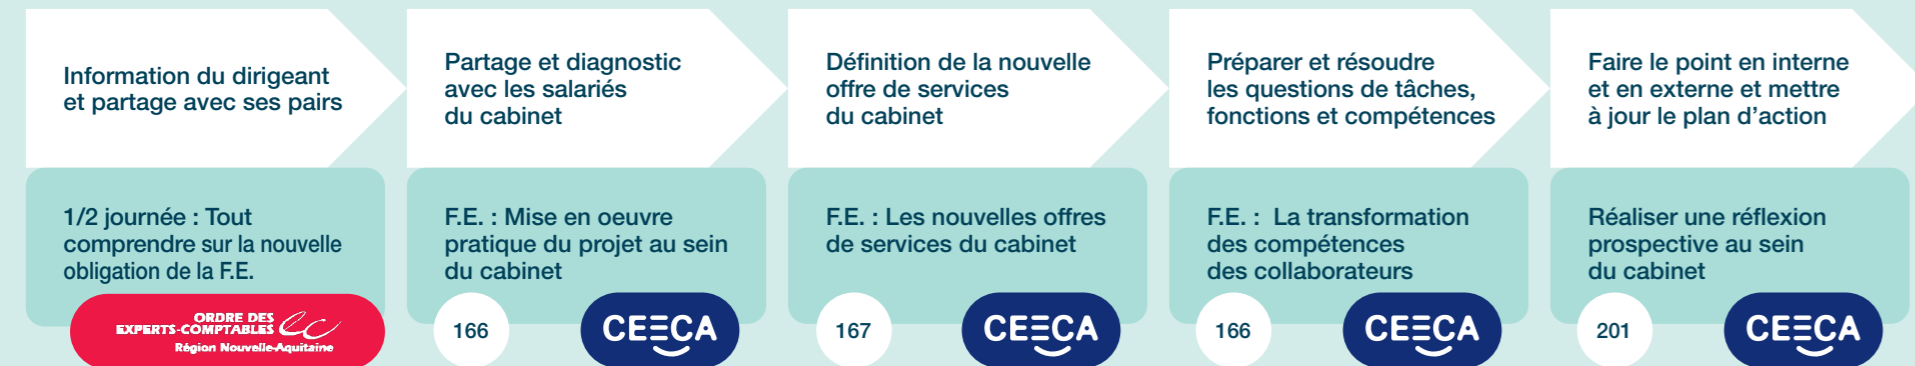 Information du dirigeant
et partage avec ses pairs
Partage et diagnostic
avec les salariés
du cabinet
Définition de la nouvelle
offre de services
du cabinet
Préparer et résoudre
les questions de tâches,
fonctions et compétences
Faire le point en interne
et en externe et mettre
à jour le plan d’action
1/2 journée : Tout
comprendre sur la nouvelle
obligation de la F.E.
ORDRE DES
EXPERTS-COMPTABLES ec
Région Nouvelle-Aquitaine
F.E. : Mise en oeuvre
pratique du projet au sein
du cabinet
166
CEECA
F.E. : Les nouvelles offres
de services du cabinet
167
CEECA
F.E. : La transformation
des compétences
des collaborateurs
166
CEECA
Réaliser une réflexion
prospective au sein
du cabinet
201
CEECA